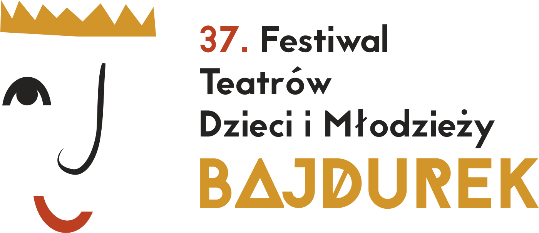 37. Festiwal
Teatrów
Dzieci i Młodzieży
BAJDUREK